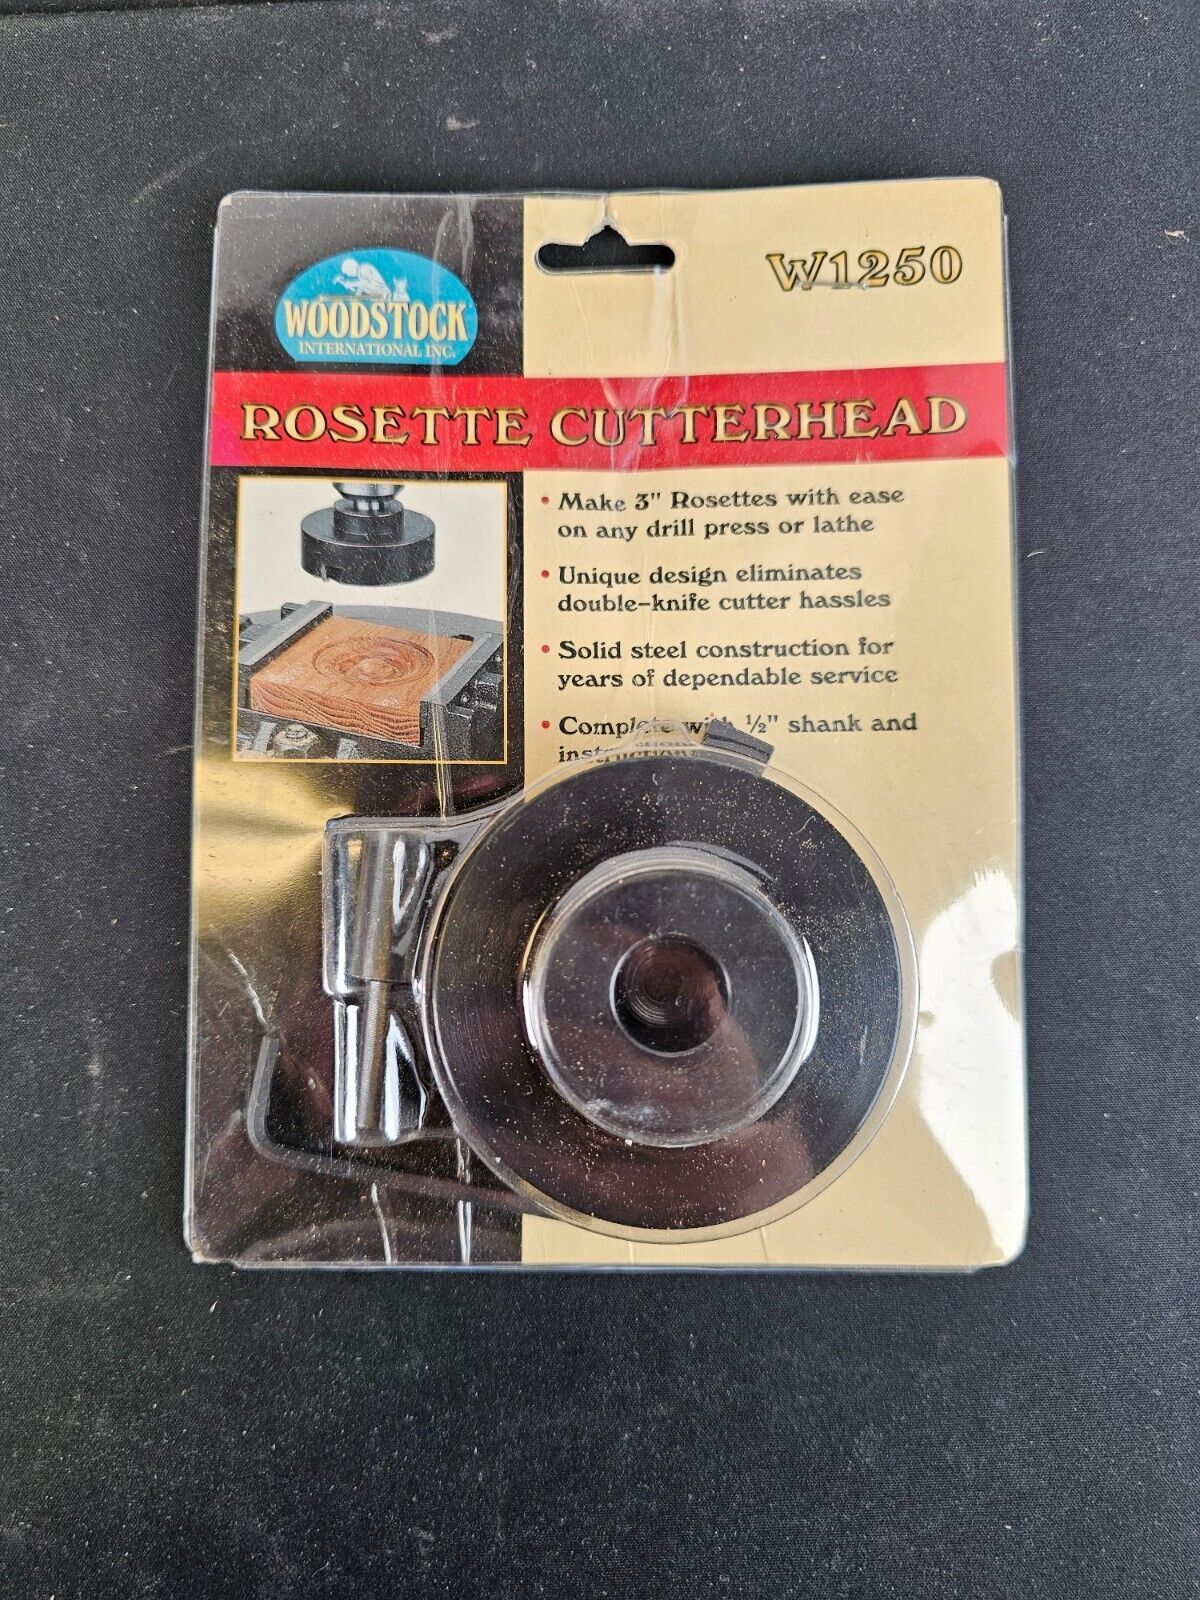 WOODSTOCK
INTERNATIONAL INC.
W1250
ROSETTE CUTTERHEAD
• Make 3" Rosettes with ease
on any drill press or lathe
• Unique design eliminates
double-knife cutter hassles
• Solid steel construction for
years of dependable service
• Complete with ½" shank and
instructions